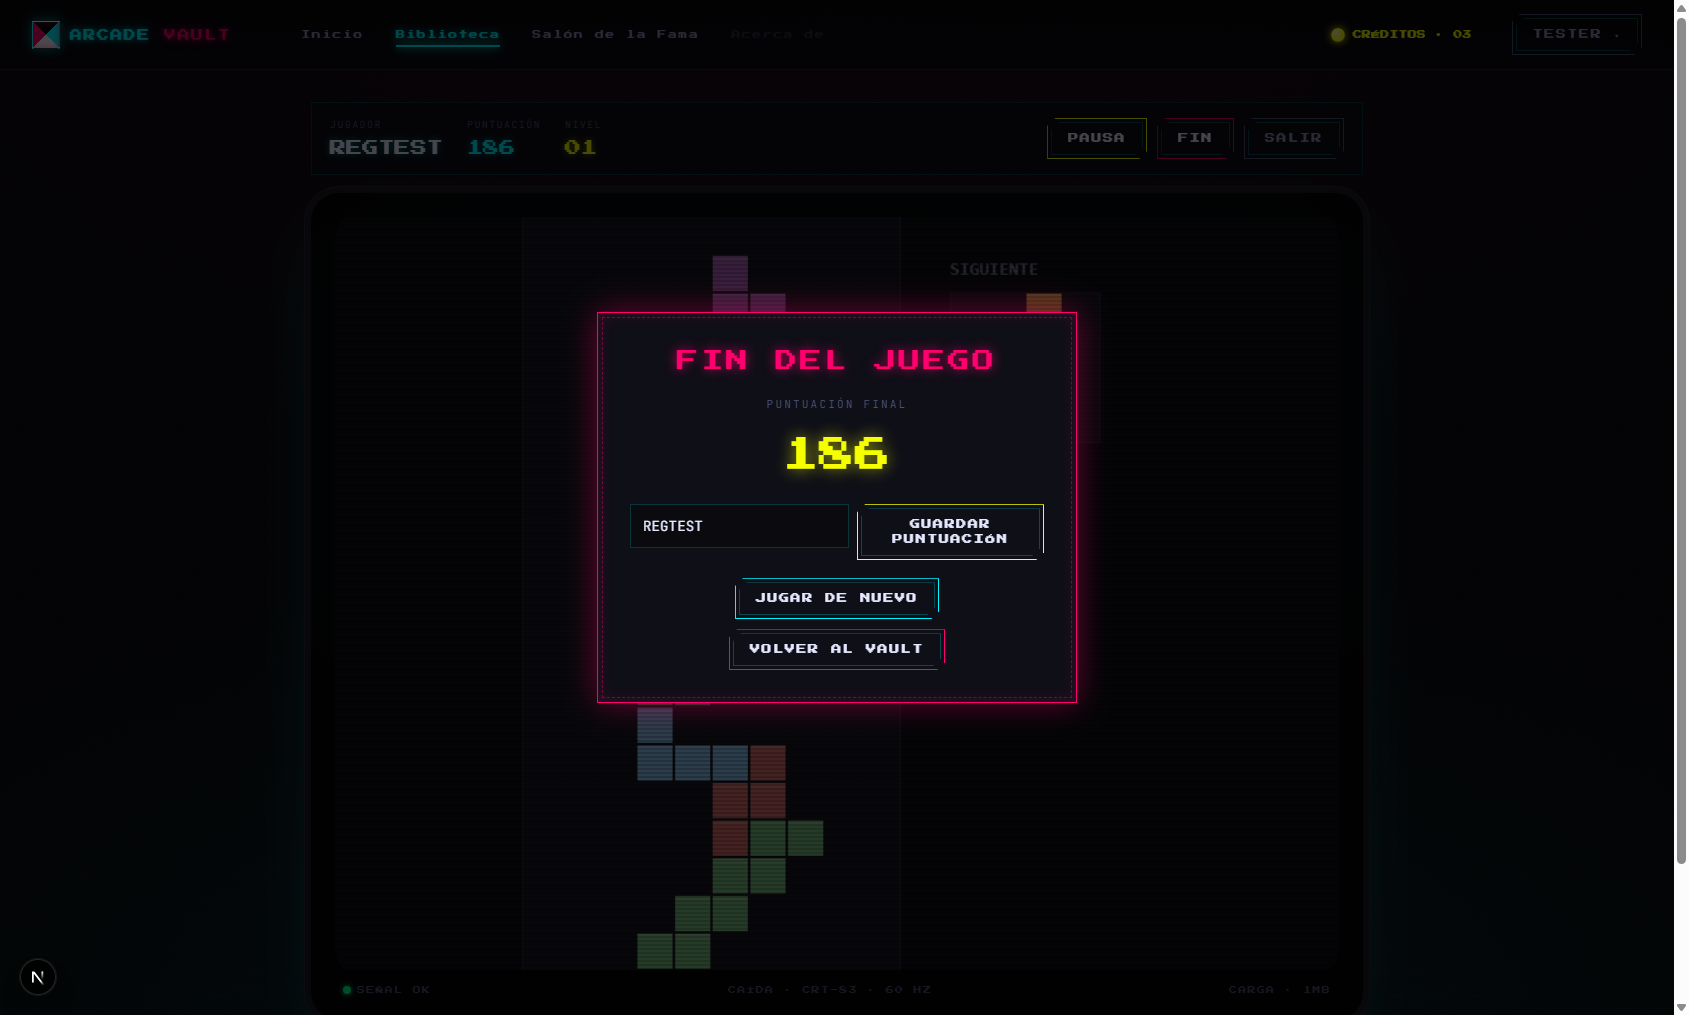 ARCADE VAULT
Inicio
Biblioteca
Salón de la Fama
Acerca de
CRéDITOS · 03
TESTER .
JUGADOR
REGTEST
PUNTUACIÓN
186
NIVEL
01
PAUSA
FIN
SALIR
SIGUIENTE
FIN DEL JUEGO
PUNTUACIÓN FINAL
186
REGTEST
GUARDAR
PUNTUACIóN
JUGAR DE NUEVO
VOLVER AL VAULT
N
SEñAL OK
CAíDA · CRT-83 · 60 HZ
CARGA · 1MB